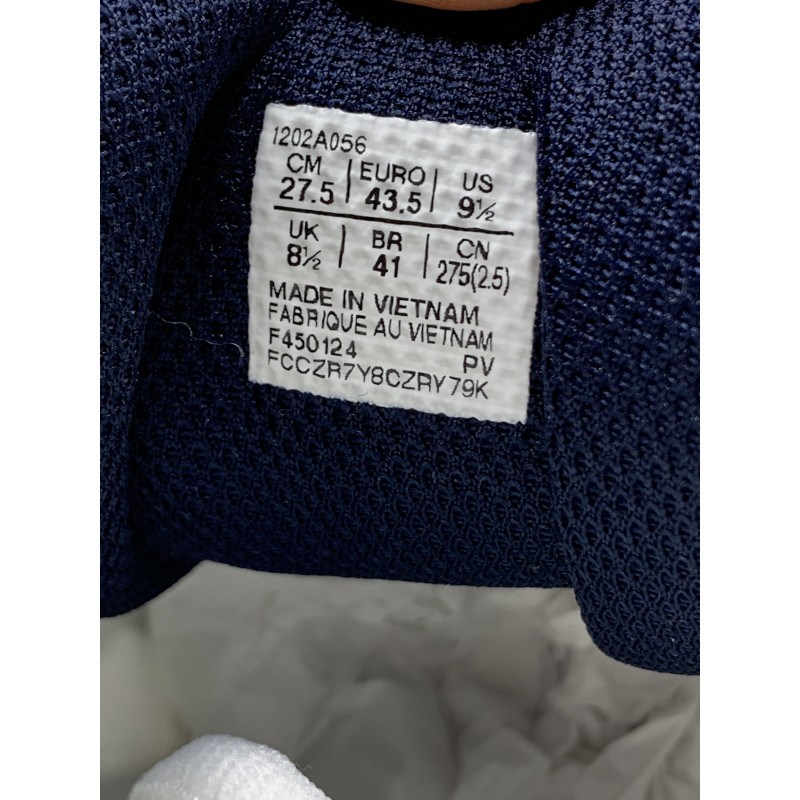 1202A056
CM | EURO | US
27.5 | 43.5 | 9½
UK | BR | CN
8½ | 41 | 275(2.5)
MADE IN VIETNAM
FABRIQUE AU VIETNAM
F450124 PV
FCCZR7Y8CZRY79K